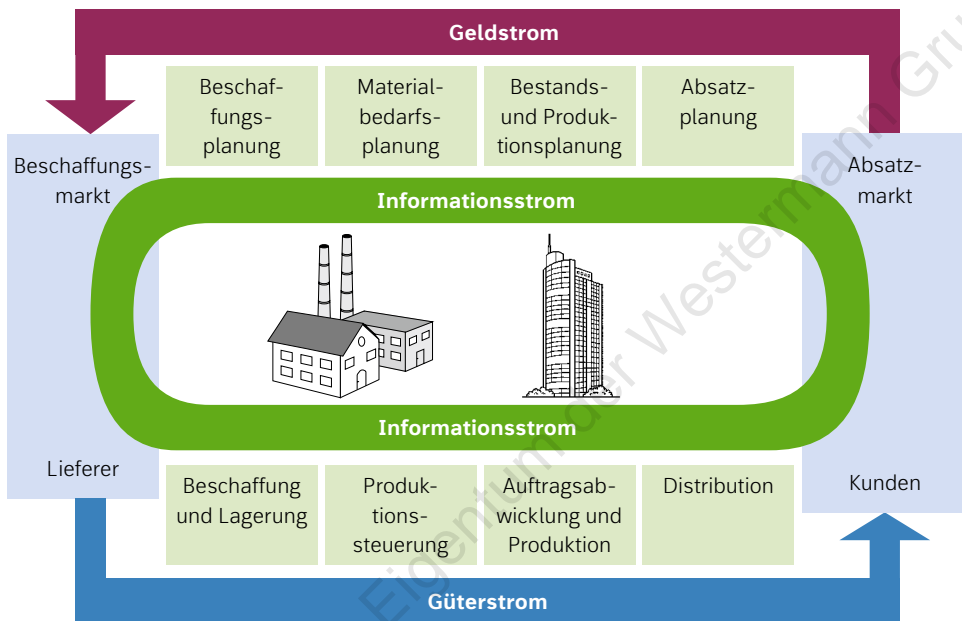 Geldstrom
Beschaf-
fungs-
planung
Material-
bedarfs-
planung
Bestands-
und Produk-
tionsplanung
Absatz-
planung
Beschaffungs-
markt
Absatz-
markt
Informationsstrom
Informationsstrom
Lieferer
Kunden
Beschaffung
und Lagerung
Produk-
tions-
steuerung
Auftragsab-
wicklung und
Produktion
Distribution
Güterstrom
Eigentum der Westermann Gru